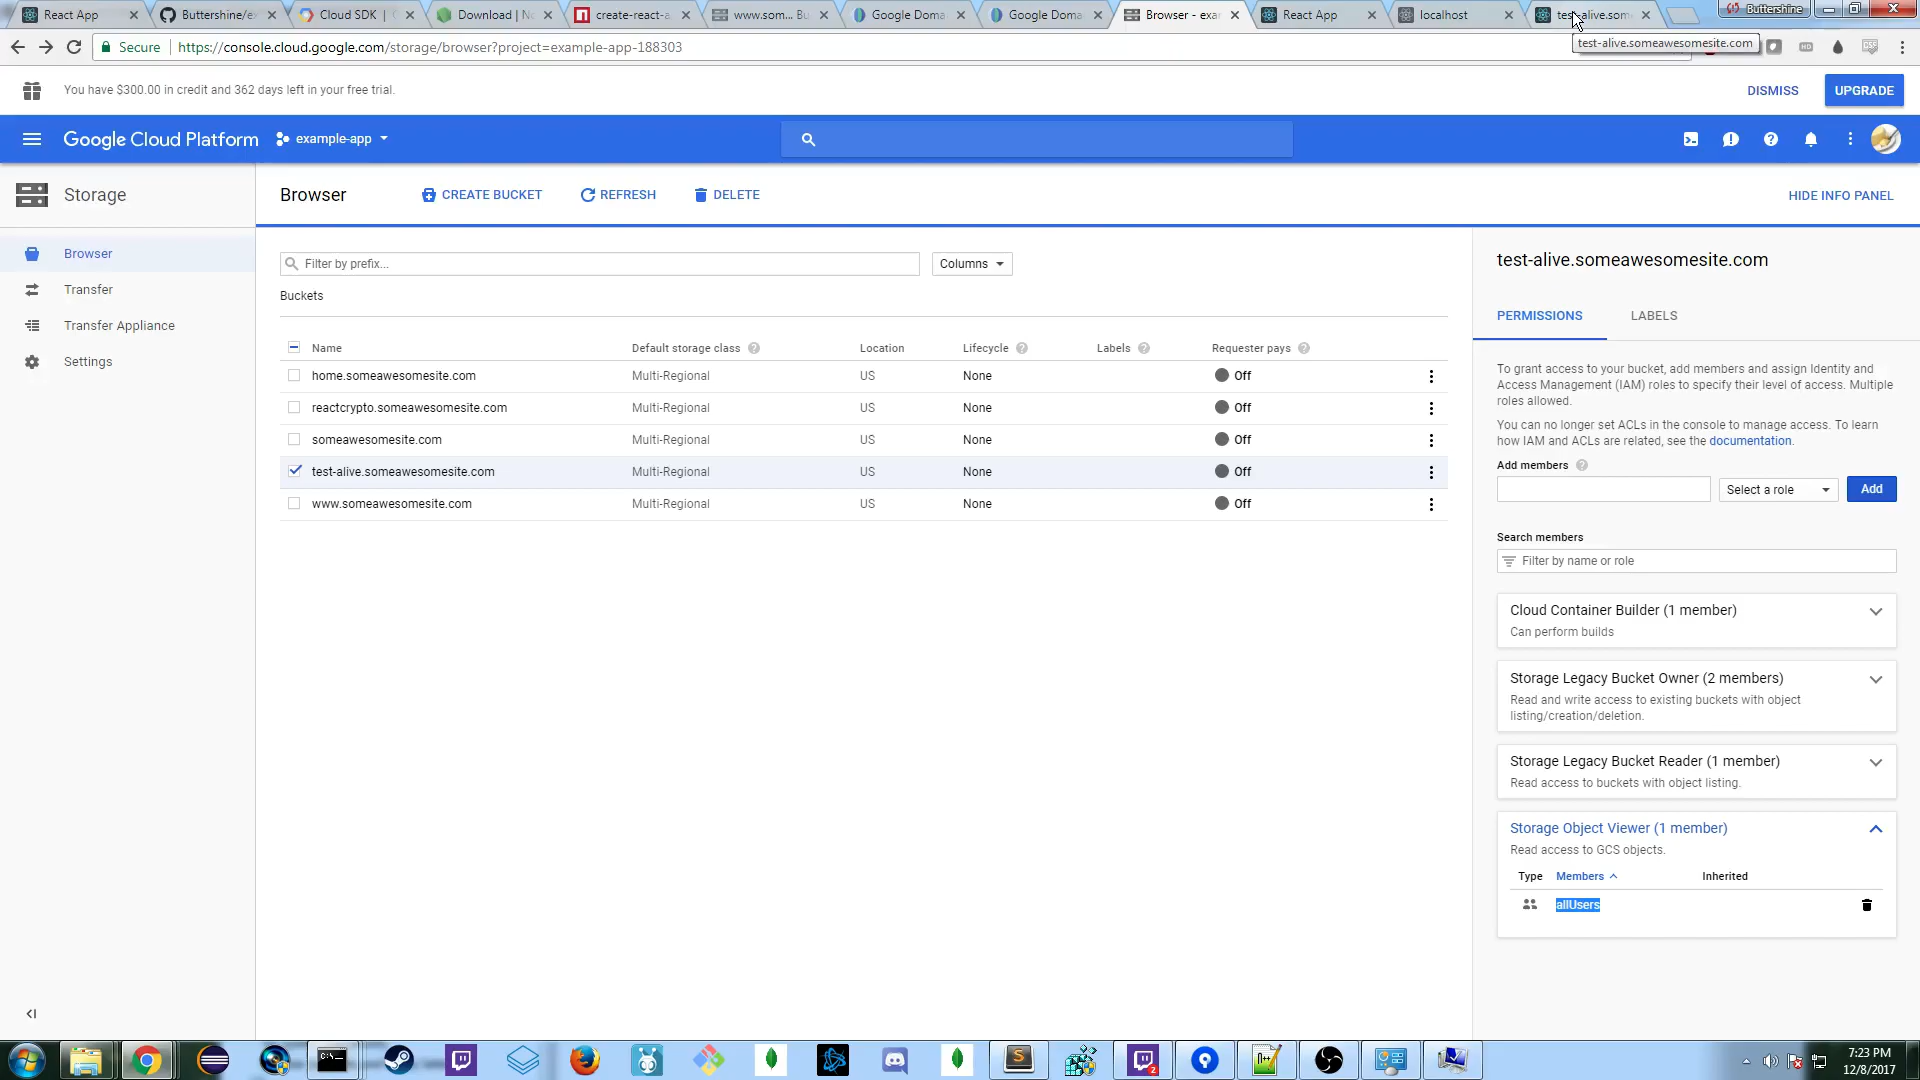 React App
Buttershine/e
Cloud SDK |
Download | N
create-react-a
www.som... Bu
Google Doma
Google Doma
Browser - exa
React App
localhost
test-alive.som
Buttershine
Secure
https://console.cloud.google.com/storage/browser?project=example-app-188303
test-alive.someawesomesite.com
You have $300.00 in credit and 362 days left in your free trial.
DISMISS
UPGRADE
Google Cloud Platform
example-app
Storage
Browser
CREATE BUCKET
REFRESH
DELETE
HIDE INFO PANEL
Browser
Transfer
Transfer Appliance
Settings
Filter by prefix...
Columns
Buckets
Name Default storage class Location Lifecycle Labels Requester pays
home.someawesomesite.com Multi-Regional US None Off
reactcrypto.someawesomesite.com Multi-Regional US None Off
someawesomesite.com Multi-Regional US None Off
test-alive.someawesomesite.com Multi-Regional US None Off
www.someawesomesite.com Multi-Regional US None Off
test-alive.someawesomesite.com
PERMISSIONS
LABELS
To grant access to your bucket, add members and assign Identity and
Access Management (IAM) roles to specify their level of access. Multiple
roles allowed.
You can no longer set ACLs in the console to manage access. To learn
how IAM and ACLs are related, see the documentation.
Add members
Select a role
Add
Search members
Filter by name or role
Cloud Container Builder (1 member)
Can perform builds
Storage Legacy Bucket Owner (2 members)
Read and write access to existing buckets with object
listing/creation/deletion.
Storage Legacy Bucket Reader (1 member)
Read access to buckets with object listing.
Storage Object Viewer (1 member)
Read access to GCS objects.
Type Members Inherited
allUsers
7:23 PM
12/8/2017